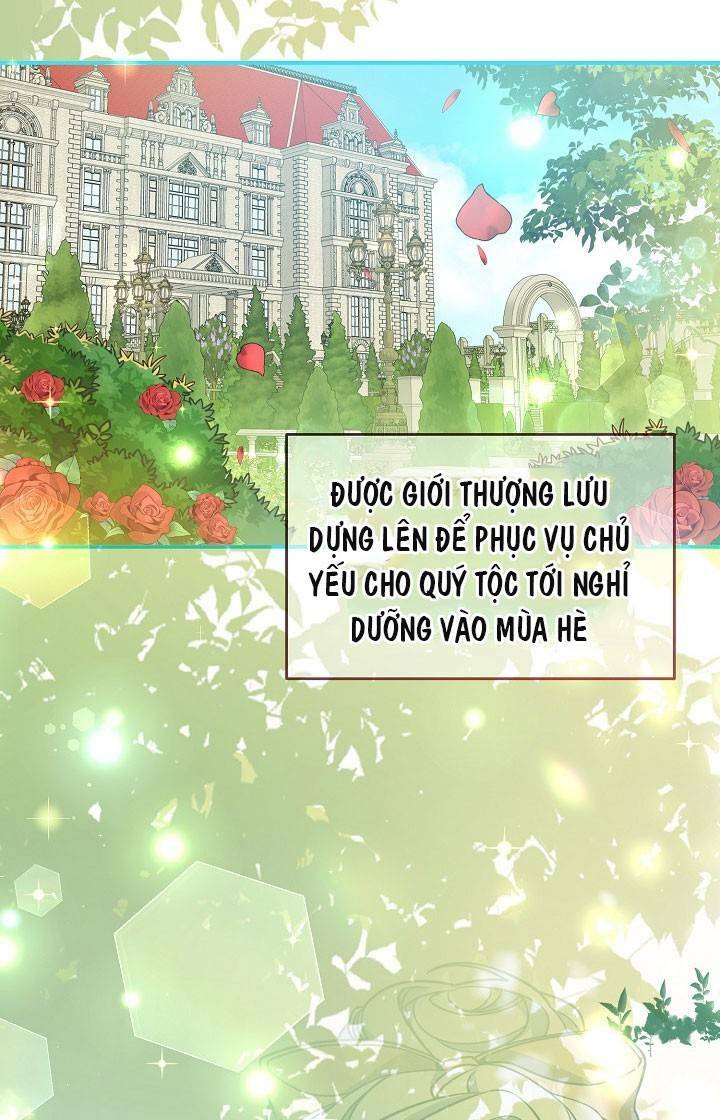 ĐƯỢC GIỚI THƯỢNG LƯU
DỰNG LÊN ĐỂ PHỤC VỤ CHỦ
YẾU CHO QUÝ TỘC TỚI NGHỈ
DƯỠNG VÀO MÙA HÈ